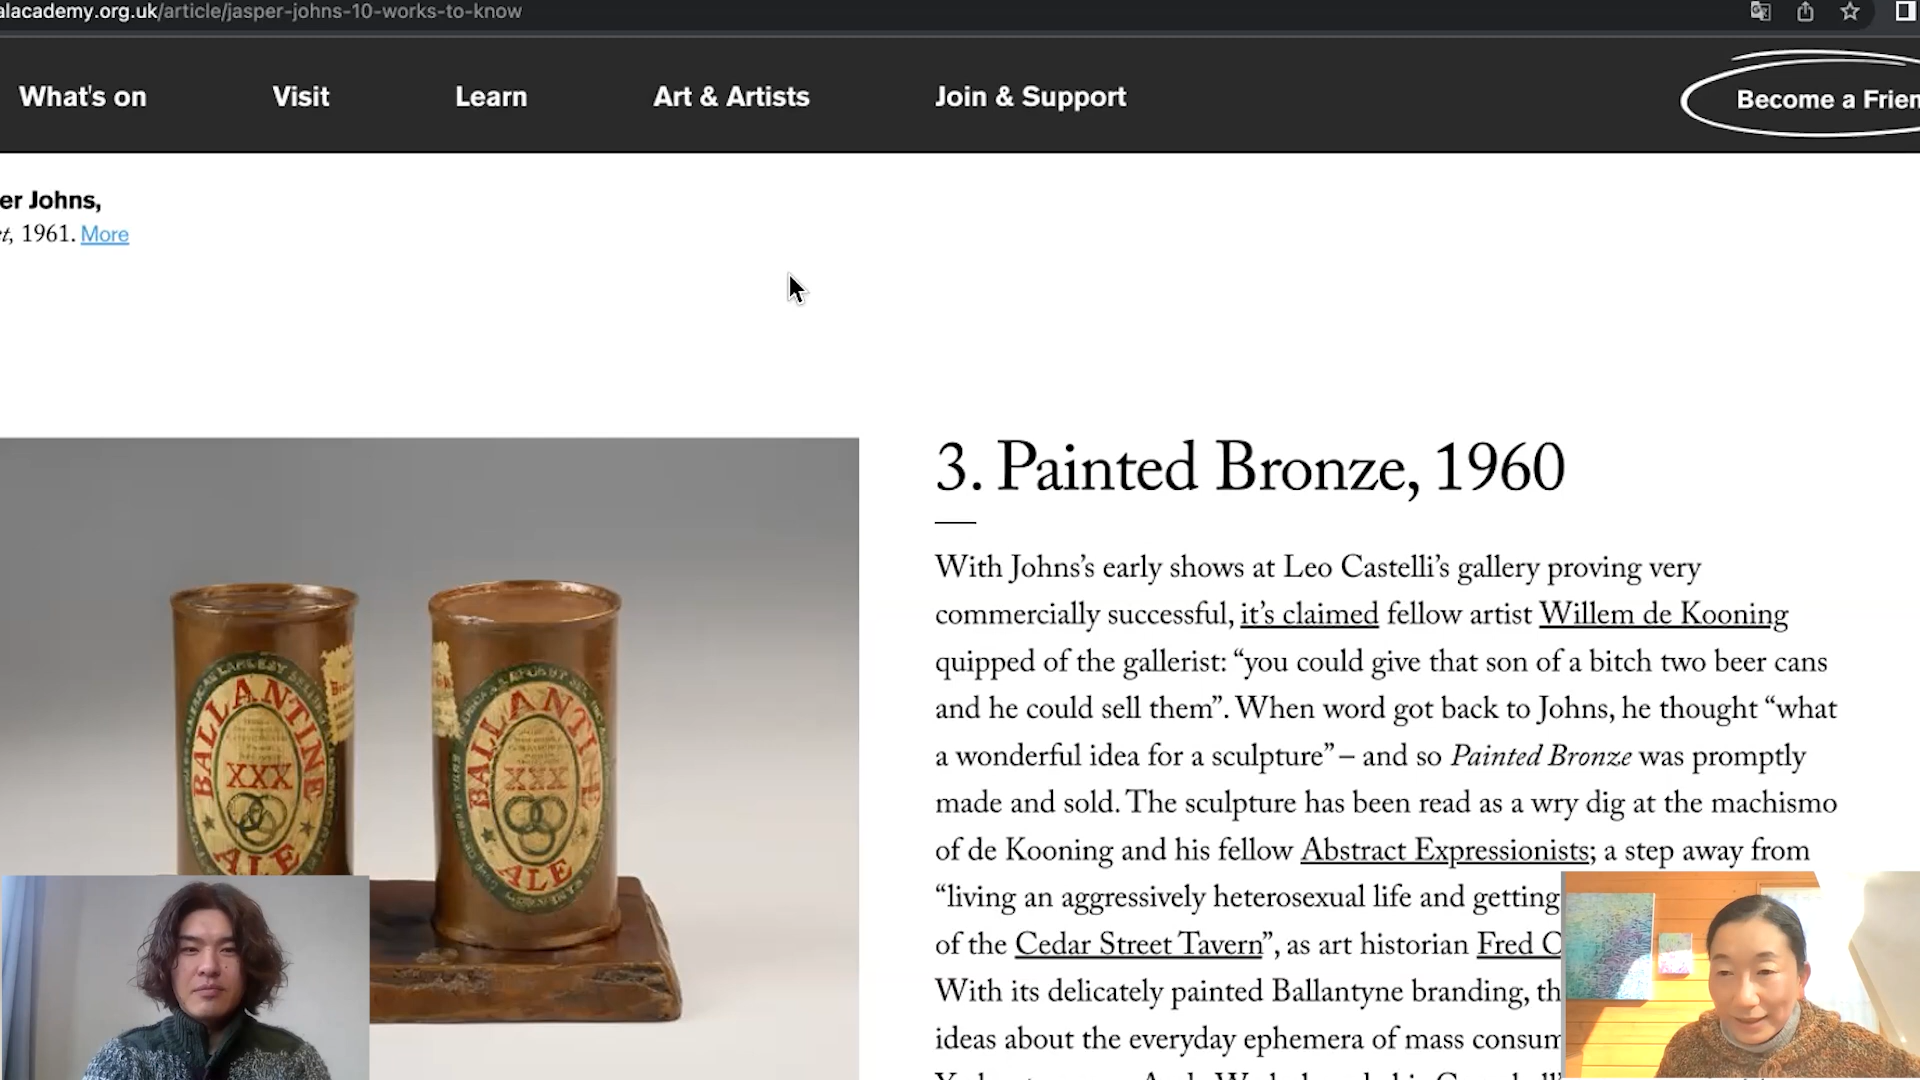 alacademy.org.uk/article/jasper-johns-10-works-to-know
What's on Visit Learn Art & Artists Join & Support Become a Frien
er Johns,
t, 1961. More
3. Painted Bronze, 1960
With Johns’s early shows at Leo Castelli’s gallery proving very
commercially successful, it’s claimed fellow artist Willem de Kooning
quipped of the gallerist: “you could give that son of a bitch two beer cans
and he could sell them”. When word got back to Johns, he thought “what
a wonderful idea for a sculpture” – and so Painted Bronze was promptly
made and sold. The sculpture has been read as a wry dig at the machismo
of de Kooning and his fellow Abstract Expressionists; a step away from
“living an aggressively heterosexual life and getting
of the Cedar Street Tavern”, as art historian Fred O
With its delicately painted Ballantyne branding, th
ideas about the everyday ephemera of mass consum
BALLANTINE
XXX
ALE
BALLANTINE
XXX
ALE